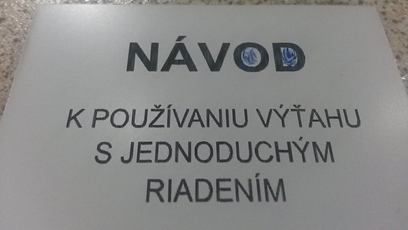 NÁVOD
K POUŽÍVANIU VÝŤAHU
S JEDNODUCHÝM
RIADENÍM